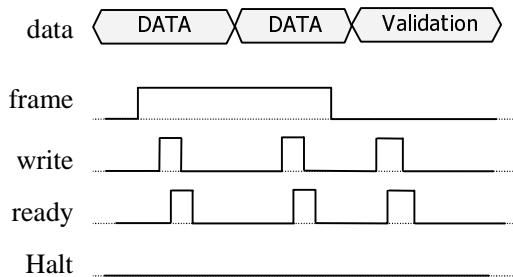 data DATA DATA Validation
frame
write
ready
Halt